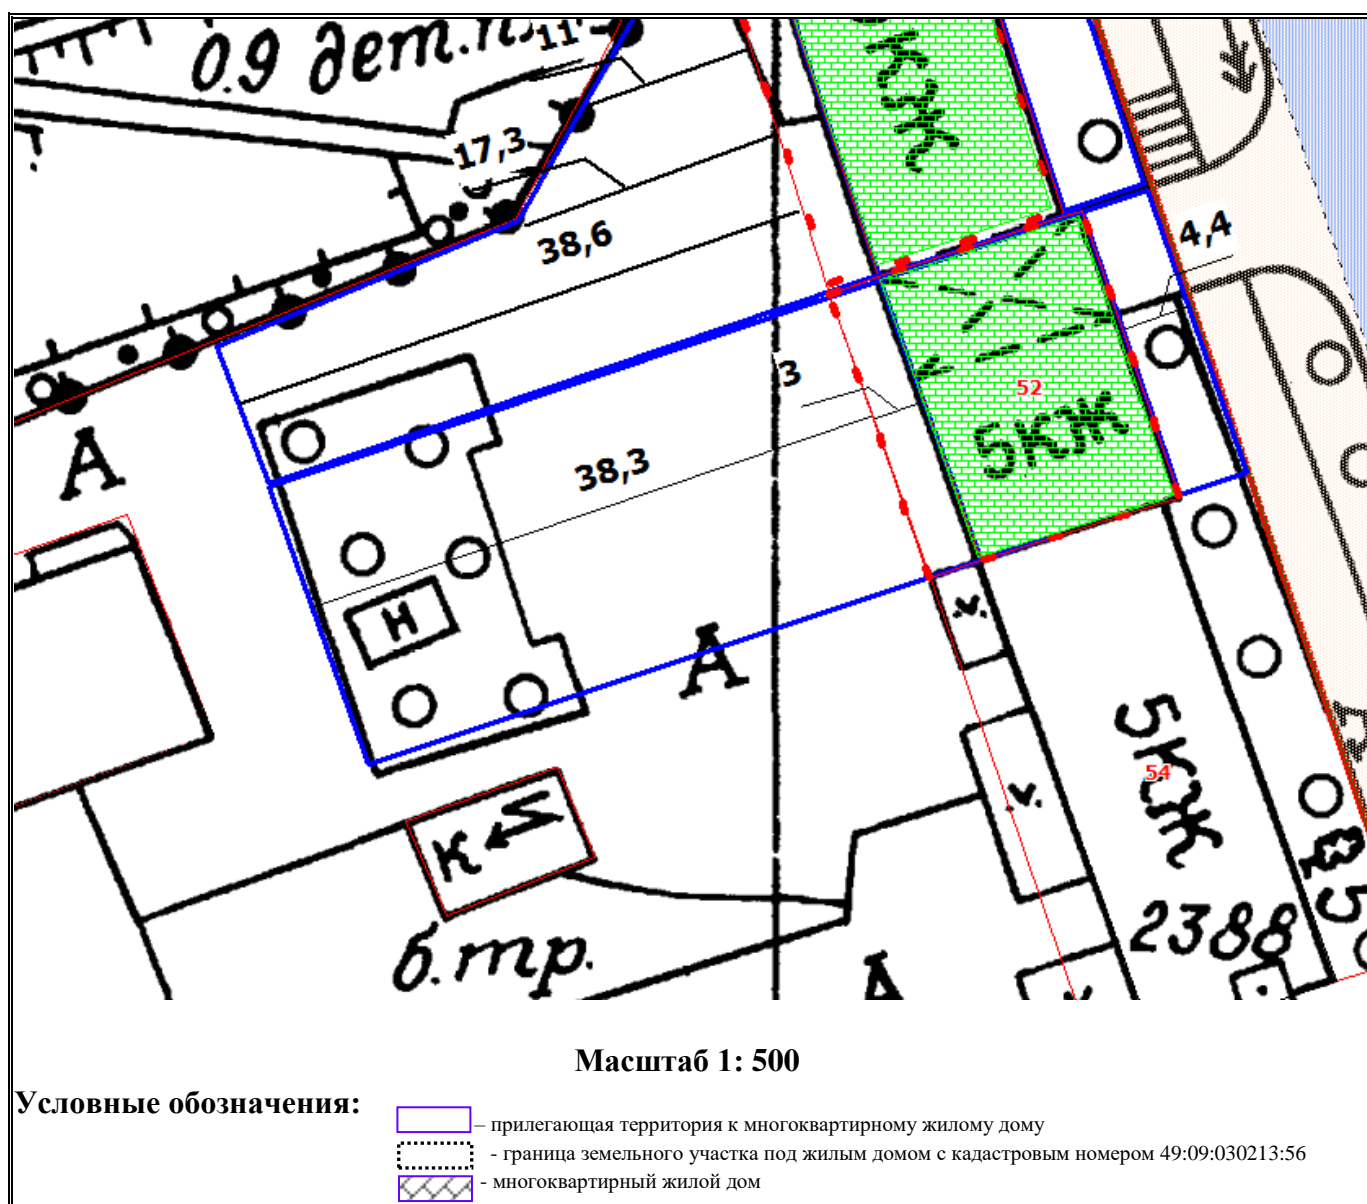 0.9 дет.п.
11
17,3
КЖ
38,6
4,4
3
52
5КЖ
38,3
А
Н
А
v.
5КЖ
54
v.
К
2388
5
б.тр.
А
Масштаб 1: 500
Условные обозначения:
– прилегающая территория к многоквартирному жилому дому
- граница земельного участка под жилым домом с кадастровым номером 49:09:030213:56
- многоквартирный жилой дом